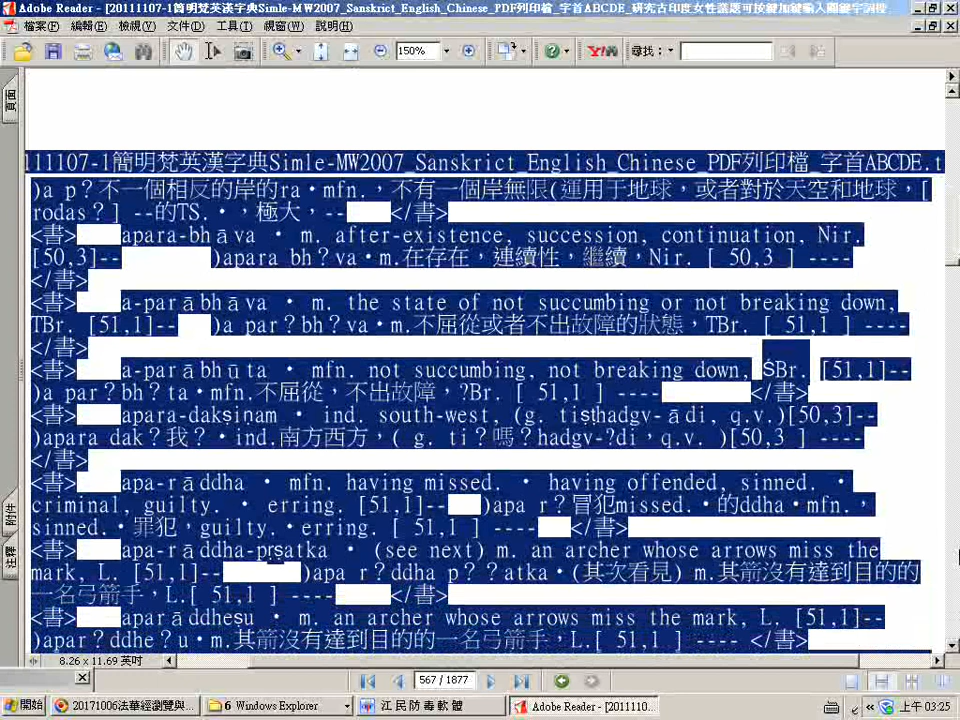 Adobe Reader - [20111107-1簡明梵英漢字典Simle-MW2007_Sanskrict_English_Chinese_PDF列印檔_字首ABCDE_研究古印度女性議題可按鍵加鍵輸入關鍵字詞搜
檔案(F) 編輯(E) 檢視(V) 文件(D) 工具(T) 視窗(W) 說明(H)
150% Y! 尋找：
頁面
111107-1簡明梵英漢字典Simle-MW2007_Sanskrict_English_Chinese_PDF列印檔_字首ABCDE.t
)a p？不一個相反的岸的ra‧mfn.，不有一個岸無限(運用于地球，或者對於天空和地球，[
rodas？] --的TS.‧，極大，-- </書>
<書> apara-bhāva ‧ m. after-existence, succession, continuation, Nir.
[50,3]-- )apara bh？va‧m.在存在，連續性，繼續，Nir. [ 50,3 ] ----
</書>
<書> a-parābhāva ‧ m. the state of not succumbing or not breaking down,
TBr. [51,1]-- )a par？bh？va‧m.不屈從或者不出故障的狀態，TBr. [ 51,1 ] ----
</書>
<書> a-parābhūta ‧ mfn. not succumbing, not breaking down, ŚBr. [51,1]--
)a par？bh？ta‧mfn.不屈從，不出故障，?Br. [ 51,1 ] ---- </書>
<書> apara-dakṣiṇam ‧ ind. south-west, (g. tiṣṭhadgv-ādi, q.v.)[50,3]--
)apara dak？我？‧ind.南方西方，( g. ti？嗎？hadgv-?di，q.v. )[50,3 ] ----
</書>
<書> apa-rāddha ‧ mfn. having missed. ‧ having offended, sinned. ‧
criminal, guilty. ‧ erring. [51,1]-- )apa r？冒犯missed.‧的ddha‧mfn.，
sinned.‧罪犯，guilty.‧erring. [ 51,1 ] ---- </書>
<書> apa-rāddha-pṛṣatka ‧ (see next) m. an archer whose arrows miss the
mark, L. [51,1]-- )apa r？ddha p？？atka‧(其次看見) m.其箭沒有達到目的的
一名弓箭手，L.[ 51,1 ] ---- </書>
<書> aparāddheṣu ‧ m. an archer whose arrows miss the mark, L. [51,1]--
)apar？ddhe？u‧m.其箭沒有達到目的的一名弓箭手，L.[ 51,1 ] ---- </書>
附件
注釋
8.26 x 11.69 英吋
567 / 1877
開始 20171006法華經瀏覽與... 6 Windows Explorer 江民防毒軟體 Adobe Reader - [2011110... 上午 03:25